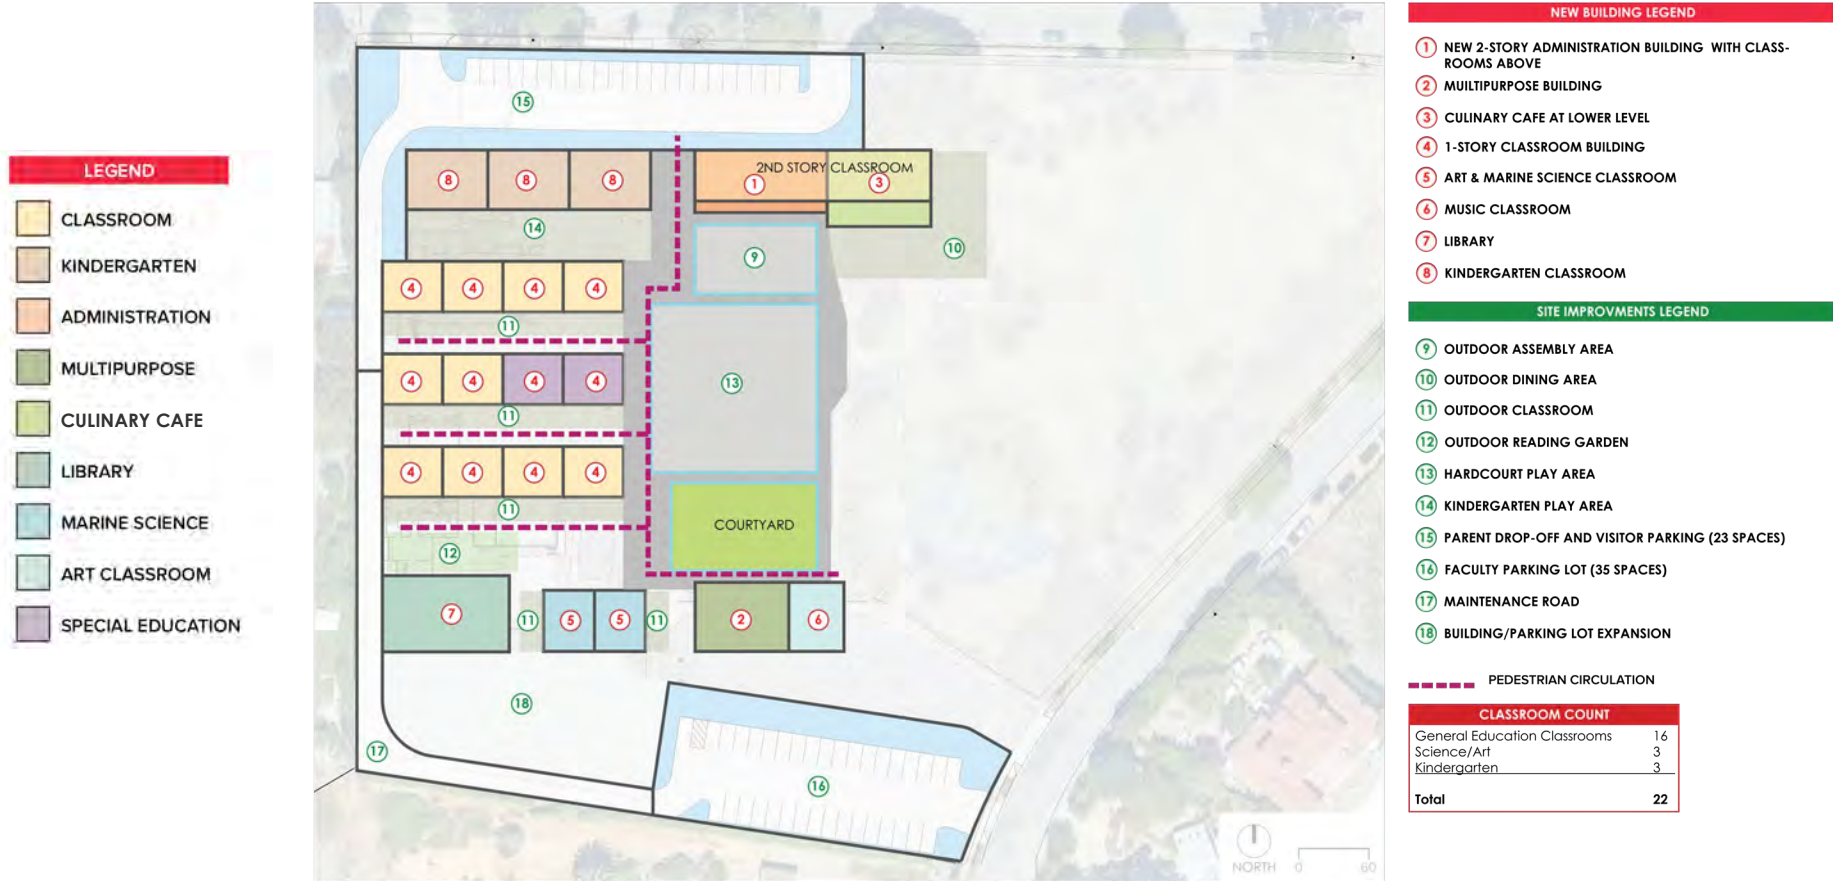 LEGEND
CLASSROOM
KINDERGARTEN
ADMINISTRATION
MULTIPURPOSE
CULINARY CAFE
LIBRARY
MARINE SCIENCE
ART CLASSROOM
SPECIAL EDUCATION
15
8 8 8
2ND STORY CLASSROOM
1 3
14
9
10
4 4 4 4
11
4 4 4 4
13
11
4 4 4 4
11
COURTYARD
12
7 11 5 5 11 2 6
18
17
16
NORTH 0 60
NEW BUILDING LEGEND
1 NEW 2-STORY ADMINISTRATION BUILDING WITH CLASS-
ROOMS ABOVE
2 MUILTIPURPOSE BUILDING
3 CULINARY CAFE AT LOWER LEVEL
4 1-STORY CLASSROOM BUILDING
5 ART & MARINE SCIENCE CLASSROOM
6 MUSIC CLASSROOM
7 LIBRARY
8 KINDERGARTEN CLASSROOM
SITE IMPROVMENTS LEGEND
9 OUTDOOR ASSEMBLY AREA
10 OUTDOOR DINING AREA
11 OUTDOOR CLASSROOM
12 OUTDOOR READING GARDEN
13 HARDCOURT PLAY AREA
14 KINDERGARTEN PLAY AREA
15 PARENT DROP-OFF AND VISITOR PARKING (23 SPACES)
16 FACULTY PARKING LOT (35 SPACES)
17 MAINTENANCE ROAD
18 BUILDING/PARKING LOT EXPANSION
PEDESTRIAN CIRCULATION
CLASSROOM COUNT
General Education Classrooms 16
Science/Art 3
Kindergarten 3
Total 22